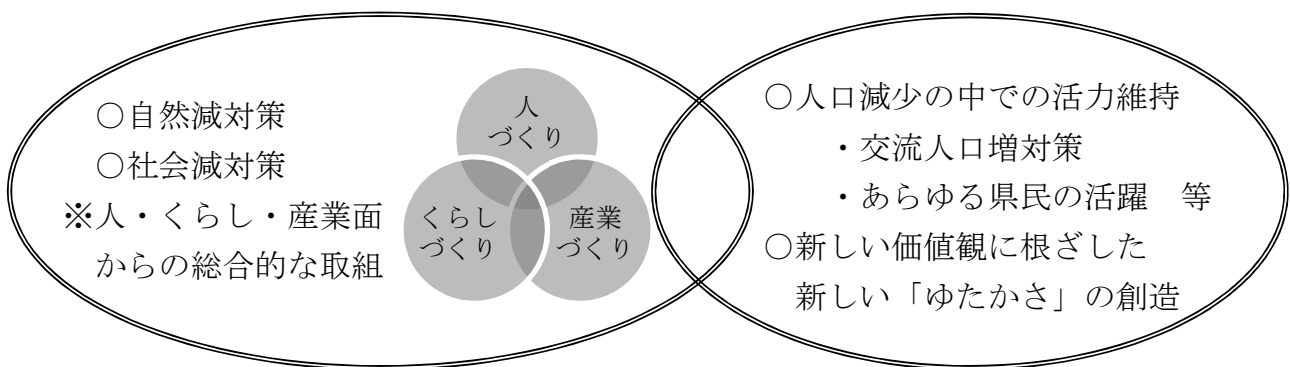 ○自然減対策
○社会減対策
※人・くらし・産業面
からの総合的な取組
人
づくり
くらし
づくり
産業
づくり
○人口減少の中での活力維持
・交流人口増対策
・あらゆる県民の活躍　等
○新しい価値観に根ざした
新しい「ゆたかさ」の創造